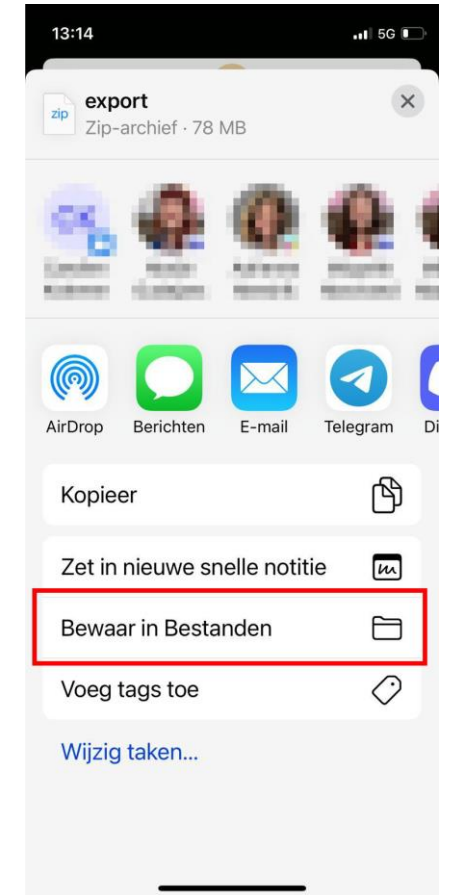 13:14
5G
zip
export
Zip-archief · 78 MB
AirDrop
Berichten
E-mail
Telegram
Di
Kopieer
Zet in nieuwe snelle notitie
Bewaar in Bestanden
Voeg tags toe
Wijzig taken...